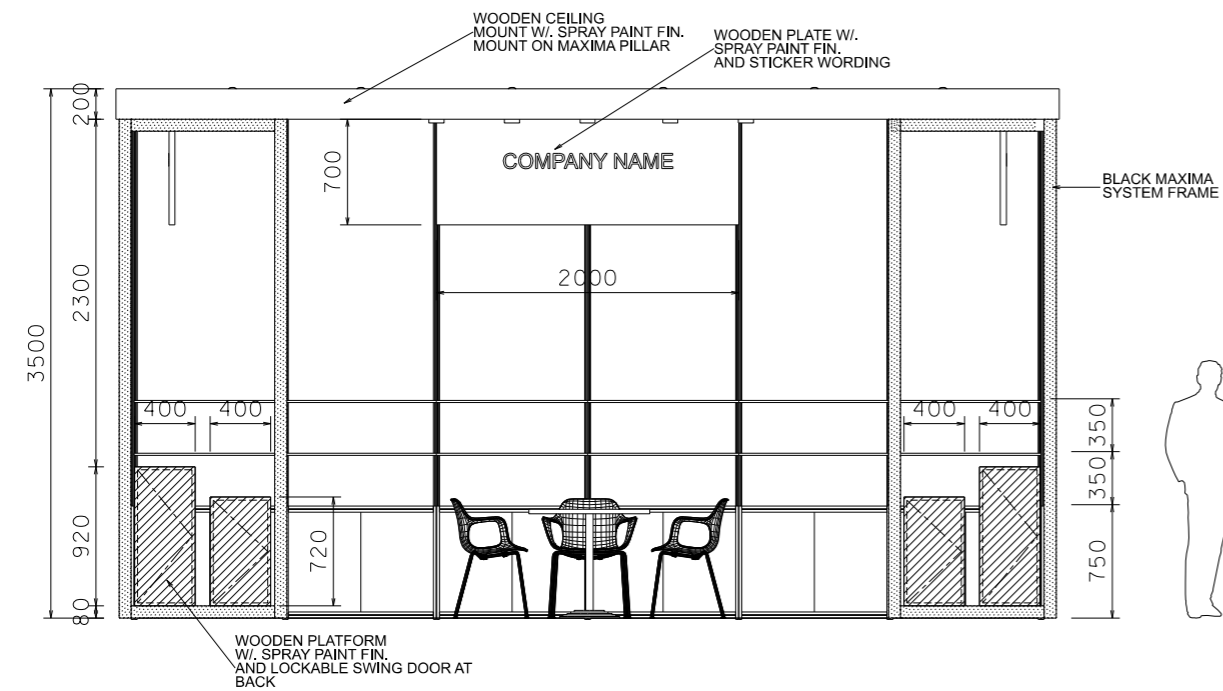 WOODEN CEILING
MOUNT W/. SPRAY PAINT FIN.
MOUNT ON MAXIMA PILLAR
WOODEN PLATE W/.
SPRAY PAINT FIN.
AND STICKER WORDING
200
700
COMPANY NAME
BLACK MAXIMA
SYSTEM FRAME
2300
2000
3500
400 400
400 400
350
350
920
720
750
80
WOODEN PLATFORM
W/. SPRAY PAINT FIN.
AND LOCKABLE SWING DOOR AT
BACK